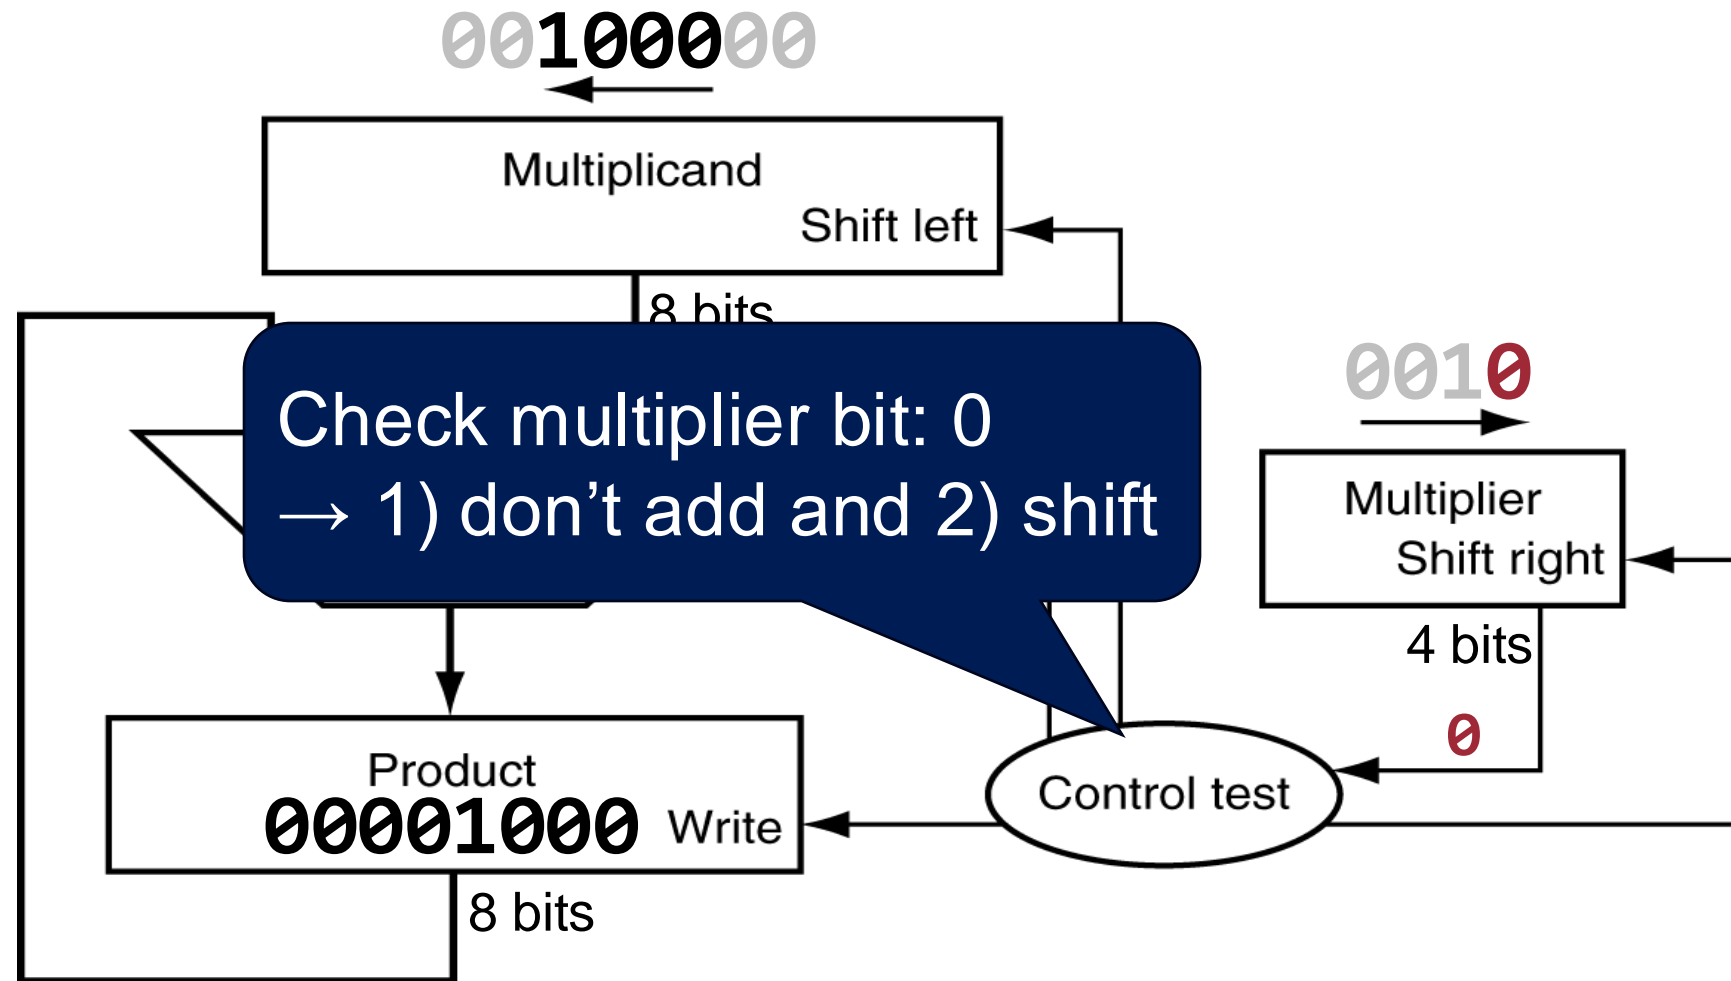 00100000
Multiplicand
Shift left
8 bits
Check multiplier bit: 0
→ 1) don’t add and 2) shift
0010
Multiplier
Shift right
4 bits
0
Control test
Product
00001000 Write
8 bits